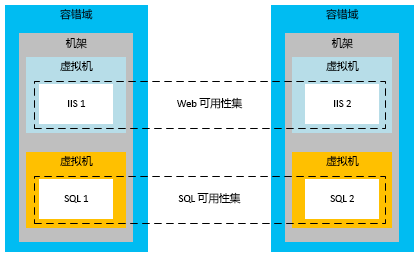 容错域
容错域
机架
机架
虚拟机
虚拟机
IIS 1
Web 可用性集
IIS 2
虚拟机
虚拟机
SQL 1
SQL 可用性集
SQL 2